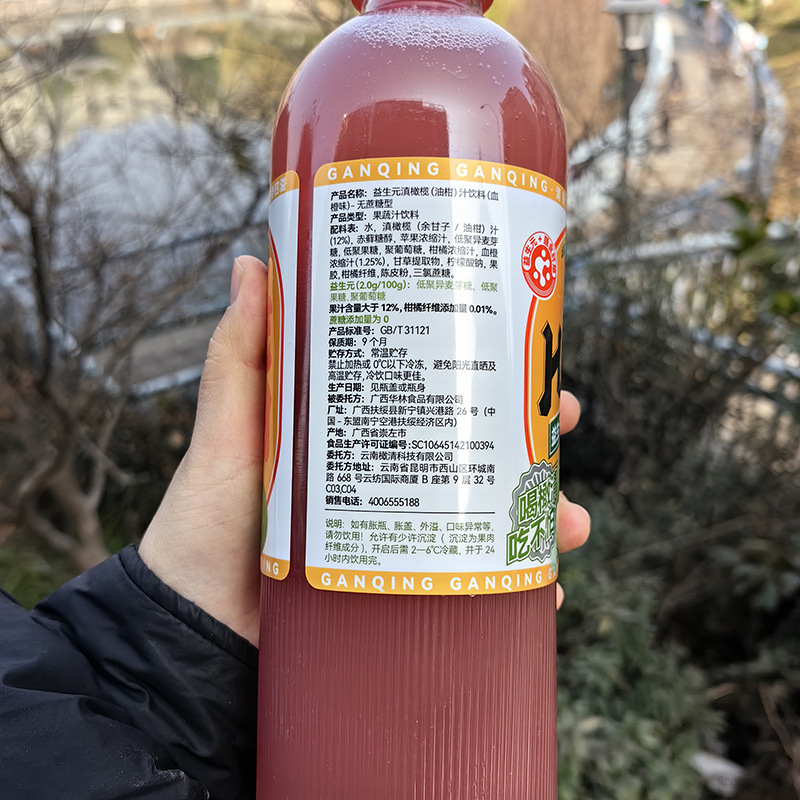 GANQING GANQING
产品名称：益生元滇橄榄（油柑）汁饮料（血
橙味）- 无蔗糖型
产品类型：果蔬汁饮料
配料表：水，滇橄榄（余甘子 / 油柑）汁
(12%), 赤藓糖醇, 苹果浓缩汁, 低聚异麦芽
糖, 低聚果糖, 聚葡萄糖, 柑橘浓缩汁, 血橙
浓缩汁(1.25%), 甘草提取物, 柠檬酸钠, 果
胶, 柑橘纤维, 陈皮粉, 三氯蔗糖。
益生元（2.0g/100g）：低聚异麦芽糖、低聚
果糖、聚葡萄糖
果汁含量大于 12%, 柑橘纤维添加量 0.01%。
蔗糖添加量为 0
产品标准号：GB/T 31121
保质期：9 个月
贮存方式：常温贮存
禁止加热或 0℃以下冷冻，避免阳光直晒及
高温贮存, 冷饮口味更佳。
生产日期：见瓶盖或瓶身
被委托方：广西华林食品有限公司
厂址：广西扶绥县新宁镇兴港路 26 号（中
国 - 东盟南宁空港扶绥经济区内）
产地：广西省崇左市
食品生产许可证编号:SC10645142100394
委托方：云南橄清科技有限公司
委托方地址：云南省昆明市西山区环城南
路 668 号云纺国际商厦 B 座第 9 层 32 号
C03,C04
销售电话：4006555188
说明：如有胀瓶、胀盖、外溢、口味异常等，
请勿饮用！允许有少许沉淀（ 沉淀为果肉
纤维成分 ）, 开启后需 2—6℃冷藏，并于 24
小时内饮用完。
GANQING GANQING
益生元+
H
喝橄
吃不